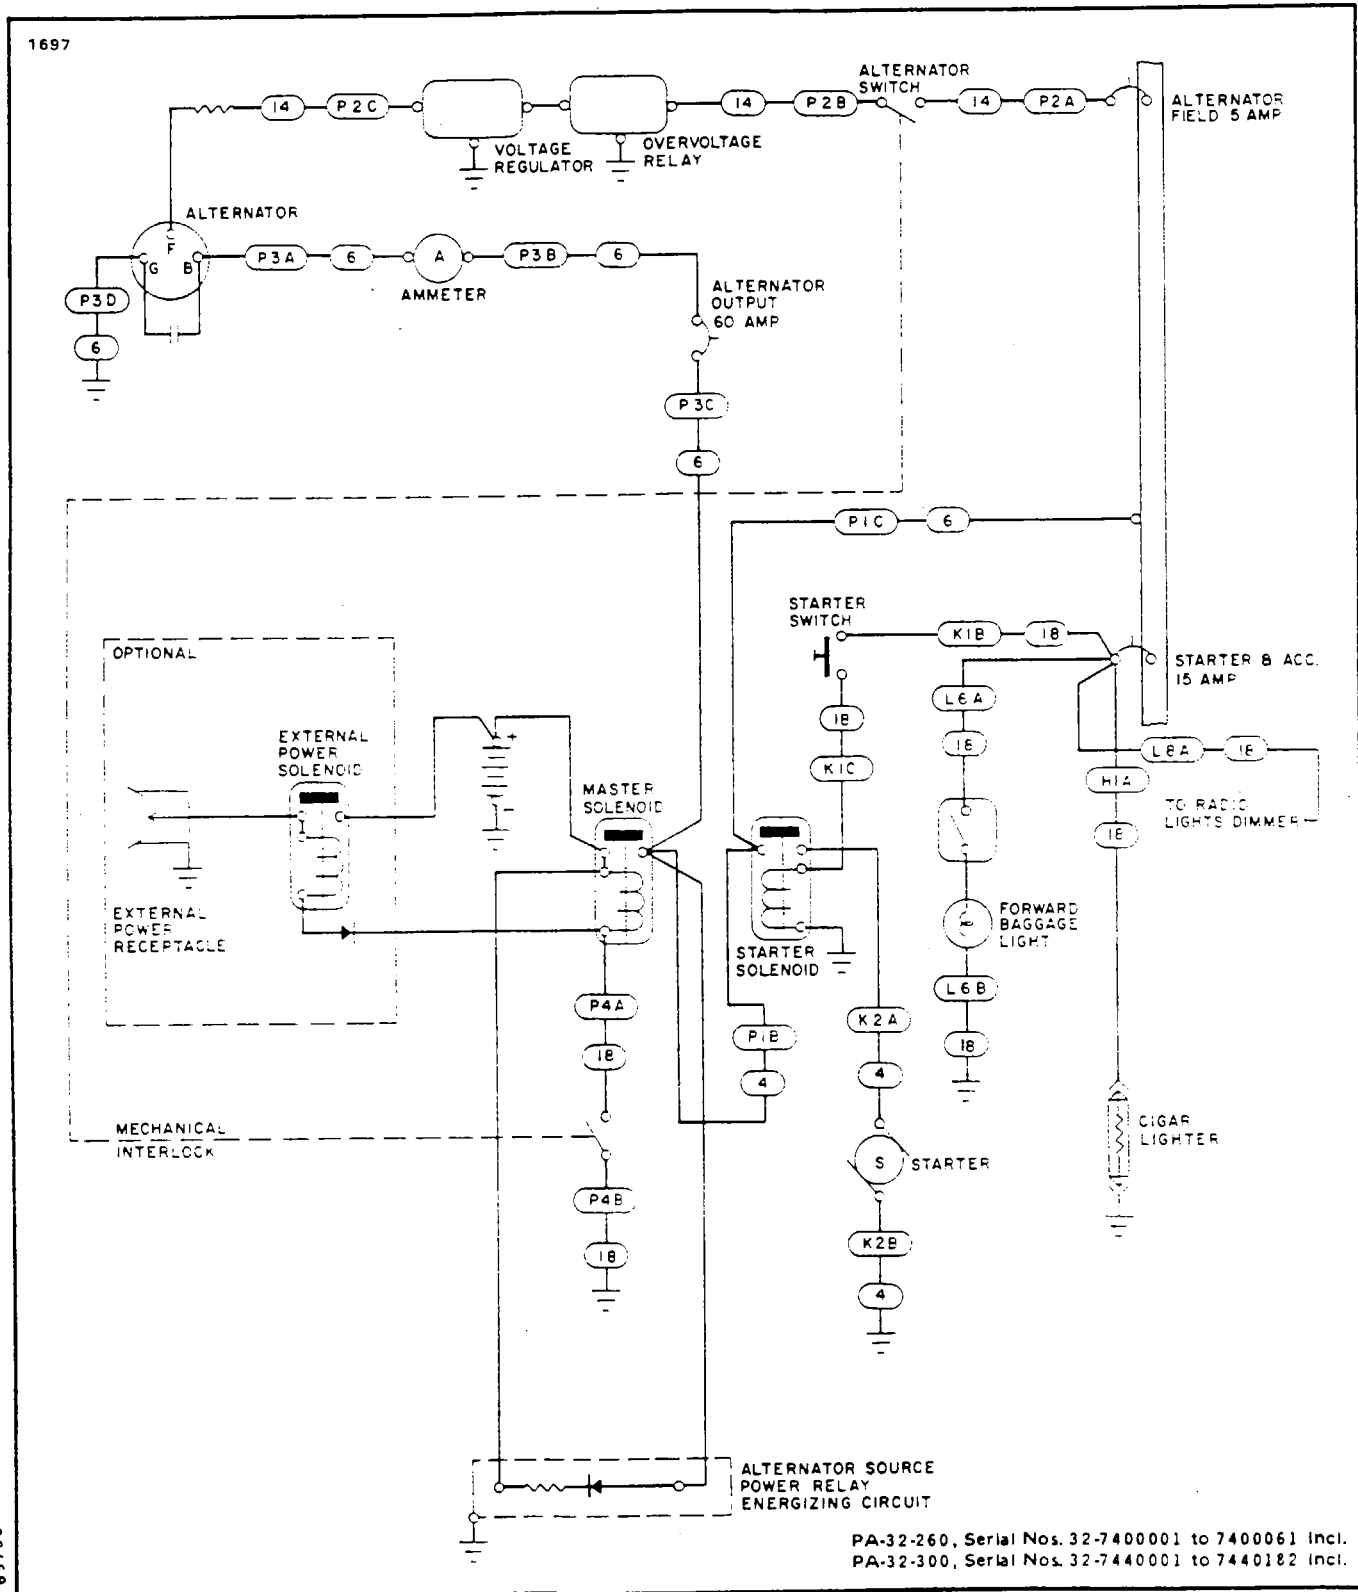 1697
ALTERNATOR
SWITCH
14
P2C
14
P2B
14
P2A
ALTERNATOR
FIELD 5 AMP
VOLTAGE
REGULATOR
OVERVOLTAGE
RELAY
ALTERNATOR
F
G
B
P3A
6
A
P3B
6
AMMETER
P3D
6
ALTERNATOR
OUTPUT
60 AMP
P3C
6
P1C
6
STARTER
SWITCH
K1B
18
STARTER & ACC.
15 AMP
OPTIONAL
L6A
18
K1C
18
L8A
18
H1A
18
TO RADIO
LIGHTS DIMMER
EXTERNAL
POWER
SOLENOID
+
-
MASTER
SOLENOID
EXTERNAL
POWER
RECEPTACLE
STARTER
SOLENOID
FORWARD
BAGGAGE
LIGHT
L6B
18
P4A
18
P1B
4
K2A
4
MECHANICAL
INTERLOCK
CIGAR
LIGHTER
S
STARTER
P4B
18
K2B
4
ALTERNATOR SOURCE
POWER RELAY
ENERGIZING CIRCUIT
PA-32-260, Serial Nos. 32-7400001 to 7400061 incl.
PA-32-300, Serial Nos. 32-7440001 to 7440182 incl.